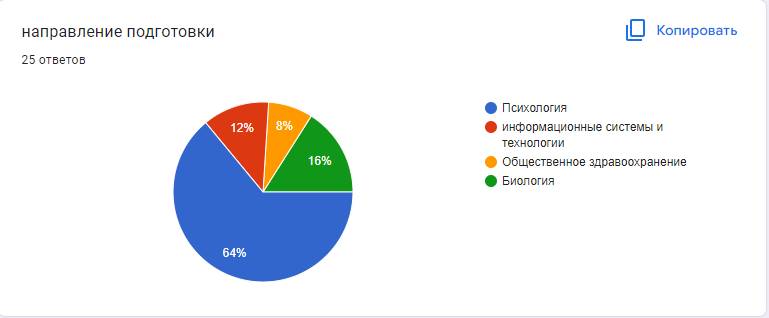 направление подготовки
Копировать
25 ответов
12%
8%
16%
64%
Психология
информационные системы и
технологии
Общественное здравоохранение
Биология